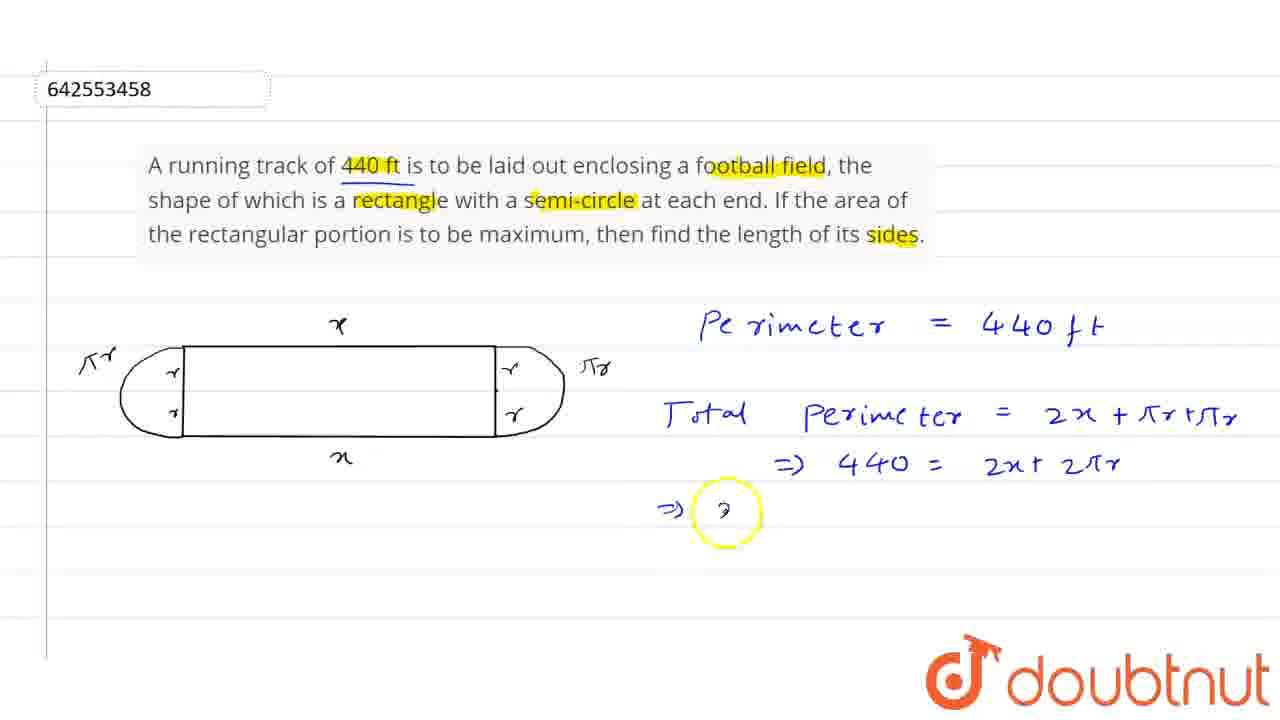 642553458
A running track of 440 ft is to be laid out enclosing a football field, the
shape of which is a rectangle with a semi-circle at each end. If the area of
the rectangular portion is to be maximum, then find the length of its sides.
x
πr
r
r
πr
r
r
x
Perimeter = 440 ft
Total Perimeter = 2x + πr + πr
=> 440 = 2x + 2πr
=>
doubtnut